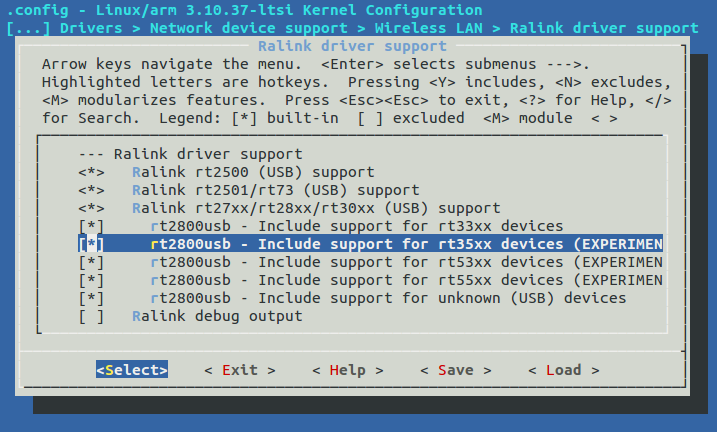 .config - Linux/arm 3.10.37-ltsi Kernel Configuration
[...] Drivers > Network device support > Wireless LAN > Ralink driver support
Ralink driver support
Arrow keys navigate the menu.  <Enter> selects submenus --->.
Highlighted letters are hotkeys.  Pressing <Y> includes, <N> excludes,
<M> modularizes features.  Press <Esc><Esc> to exit, <?> for Help, </>
for Search.  Legend: [*] built-in  [ ] excluded  <M> module  < >
--- Ralink driver support
<*>   Ralink rt2500 (USB) support
<*>   Ralink rt2501/rt73 (USB) support
<*>   Ralink rt27xx/rt28xx/rt30xx (USB) support
[*]     rt2800usb - Include support for rt33xx devices
[*]     rt2800usb - Include support for rt35xx devices (EXPERIMEN
[*]     rt2800usb - Include support for rt53xx devices (EXPERIMEN
[*]     rt2800usb - Include support for rt55xx devices (EXPERIMEN
[*]     rt2800usb - Include support for unknown (USB) devices
[ ]   Ralink debug output
<Select>    < Exit >    < Help >    < Save >    < Load >